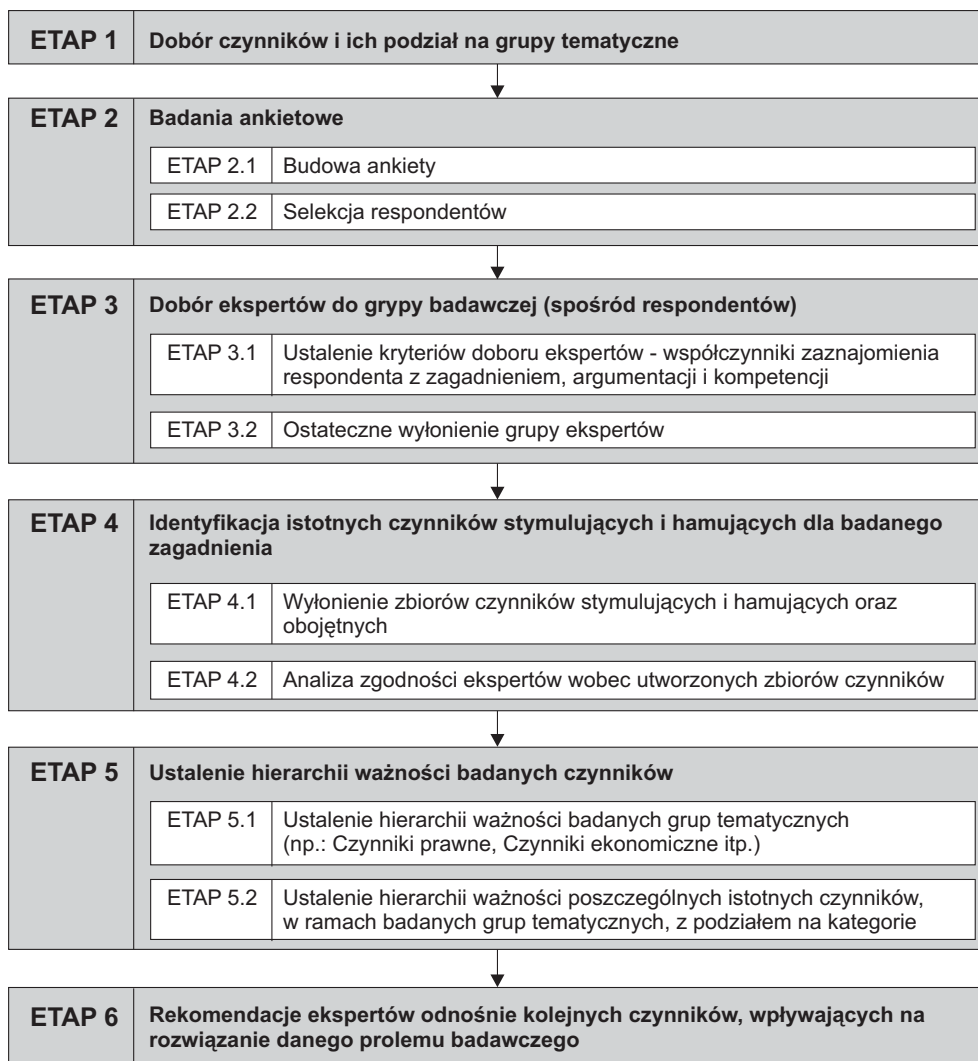 ETAP 1 Dobór czynników i ich podział na grupy tematyczne
ETAP 2 Badania ankietowe
ETAP 2.1 Budowa ankiety
ETAP 2.2 Selekcja respondentów
ETAP 3 Dobór ekspertów do grypy badawczej (spośród respondentów)
ETAP 3.1 Ustalenie kryteriów doboru ekspertów - współczynniki zaznajomienia
respondenta z zagadnieniem, argumentacji i kompetencji
ETAP 3.2 Ostateczne wyłonienie grupy ekspertów
ETAP 4 Identyfikacja istotnych czynników stymulujących i hamujących dla badanego
zagadnienia
ETAP 4.1 Wyłonienie zbiorów czynników stymulujących i hamujących oraz
obojętnych
ETAP 4.2 Analiza zgodności ekspertów wobec utworzonych zbiorów czynników
ETAP 5 Ustalenie hierarchii ważności badanych czynników
ETAP 5.1 Ustalenie hierarchii ważności badanych grup tematycznych
(np.: Czynniki prawne, Czynniki ekonomiczne itp.)
ETAP 5.2 Ustalenie hierarchii ważności poszczególnych istotnych czynników,
w ramach badanych grup tematycznych, z podziałem na kategorie
ETAP 6 Rekomendacje ekspertów odnośnie kolejnych czynników, wpływających na
rozwiązanie danego prolemu badawczego